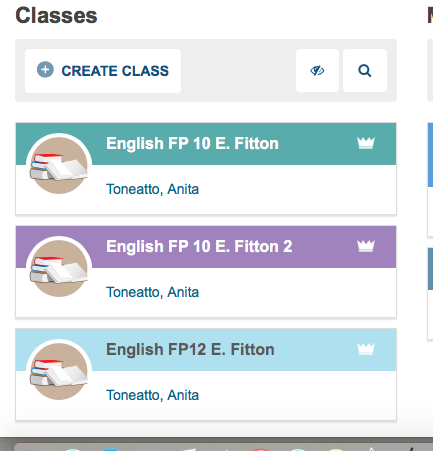 Classes
CREATE CLASS
English FP 10 E. Fitton
Toneatto, Anita
English FP 10 E. Fitton 2
Toneatto, Anita
English FP12 E. Fitton
Toneatto, Anita